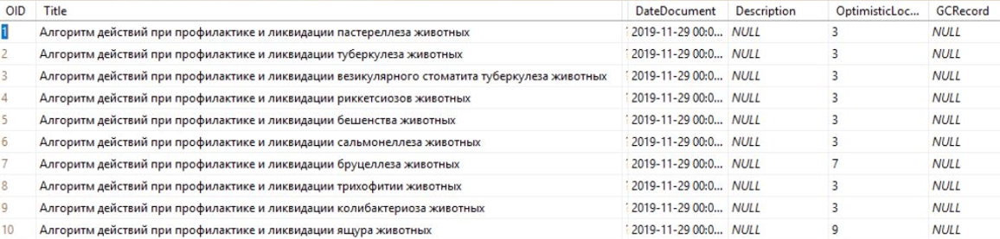 OID Title DateDocument Description OptimisticLoc... GCRecord
1 Алгоритм действий при профилактике и ликвидации пастереллеза животных 2019-11-29 00:0... NULL 3 NULL
2 Алгоритм действий при профилактике и ликвидации туберкулеза животных 2019-11-29 00:0... NULL 3 NULL
3 Алгоритм действий при профилактике и ликвидации везикулярного стоматита туберкулеза животных 2019-11-29 00:0... NULL 3 NULL
4 Алгоритм действий при профилактике и ликвидации риккетсиозов животных 2019-11-29 00:0... NULL 3 NULL
5 Алгоритм действий при профилактике и ликвидации бешенства животных 2019-11-29 00:0... NULL 3 NULL
6 Алгоритм действий при профилактике и ликвидации сальмонеллеза животных 2019-11-29 00:0... NULL 3 NULL
7 Алгоритм действий при профилактике и ликвидации бруцеллеза животных 2019-11-29 00:0... NULL 7 NULL
8 Алгоритм действий при профилактике и ликвидации трихофитии животных 2019-11-29 00:0... NULL 3 NULL
9 Алгоритм действий при профилактике и ликвидации колибактериоза животных 2019-11-29 00:0... NULL 3 NULL
10 Алгоритм действий при профилактике и ликвидации ящура животных 2019-11-29 00:0... NULL 9 NULL